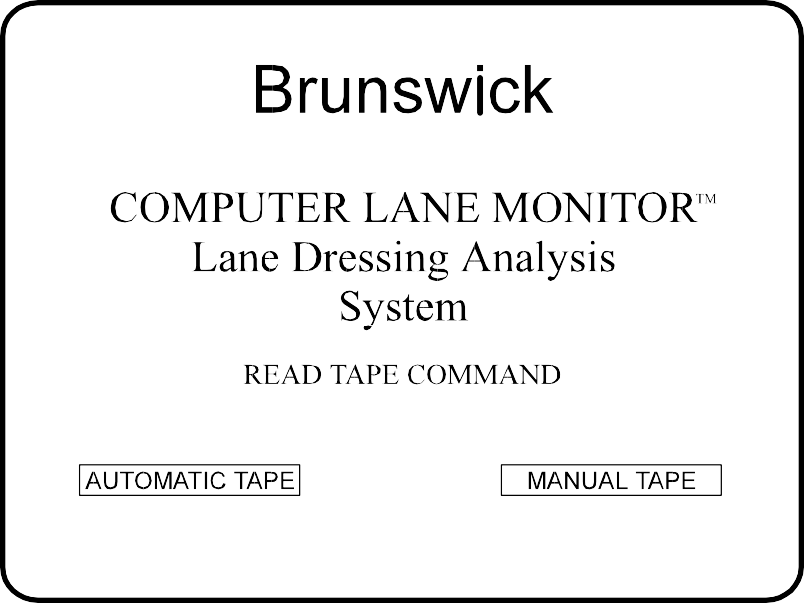 Brunswick
COMPUTER LANE MONITOR™
Lane Dressing Analysis
System
READ TAPE COMMAND
AUTOMATIC TAPE
MANUAL TAPE